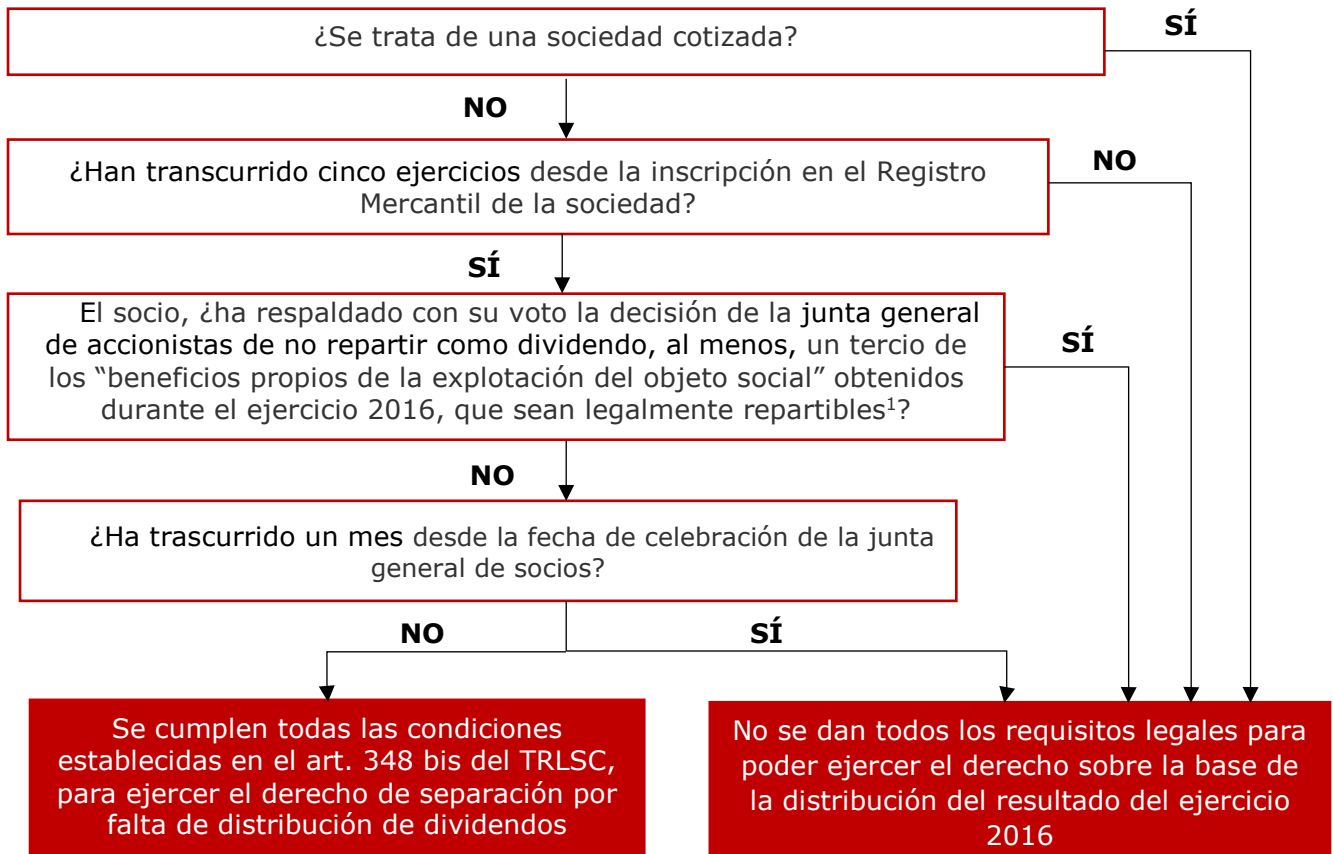 ¿Se trata de una sociedad cotizada?
SÍ
NO
¿Han transcurrido cinco ejercicios desde la inscripción en el Registro
Mercantil de la sociedad?
NO
SÍ
El socio, ¿ha respaldado con su voto la decisión de la junta general
de accionistas de no repartir como dividendo, al menos, un tercio de
los “beneficios propios de la explotación del objeto social” obtenidos
durante el ejercicio 2016, que sean legalmente repartibles¹?
SÍ
NO
¿Ha trascurrido un mes desde la fecha de celebración de la junta
general de socios?
NO
SÍ
Se cumplen todas las condiciones
establecidas en el art. 348 bis del TRLSC,
para ejercer el derecho de separación por
falta de distribución de dividendos
No se dan todos los requisitos legales para
poder ejercer el derecho sobre la base de
la distribución del resultado del ejercicio
2016